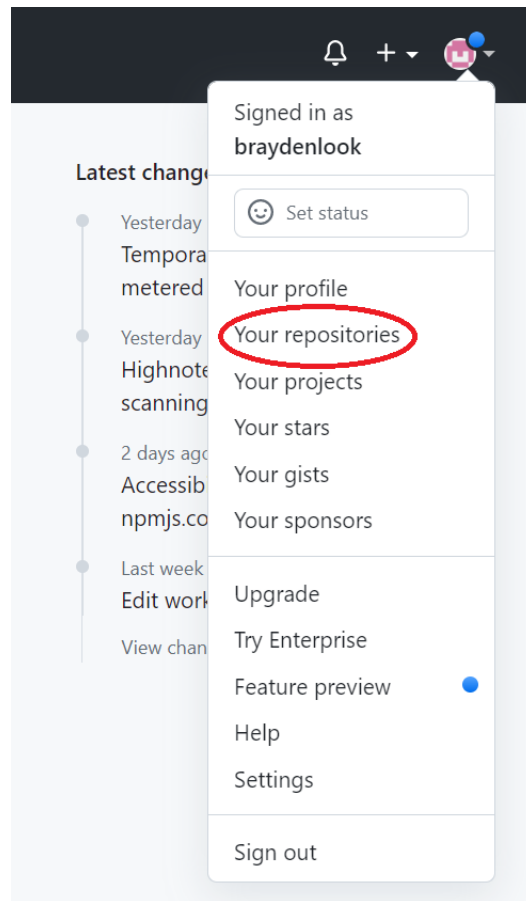 Signed in as
braydenlook
Set status
Your profile
Your repositories
Your projects
Your stars
Your gists
Your sponsors
Upgrade
Try Enterprise
Feature preview
Help
Settings
Sign out
Latest chang
Yesterday
Tempora
metered
Yesterday
Highnote
scanning
2 days ago
Accessib
npmjs.co
Last week
Edit work
View chan